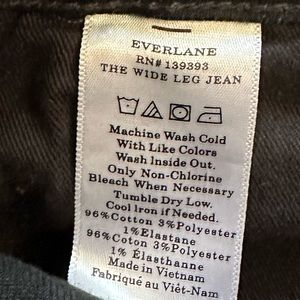 EVERLANE
RN# 139393
THE WIDE LEG JEAN
Machine Wash Cold
With Like Colors
Wash Inside Out.
Only Non-Chlorine
Bleach When Necessary
Tumble Dry Low.
Cool Iron if Needed.
96%Cotton 3%Polyester
1%Elastane
96%Coton 3%Polyester
1% Élasthanne
Made in Vietnam
Fabriqué au Viêt-Nam